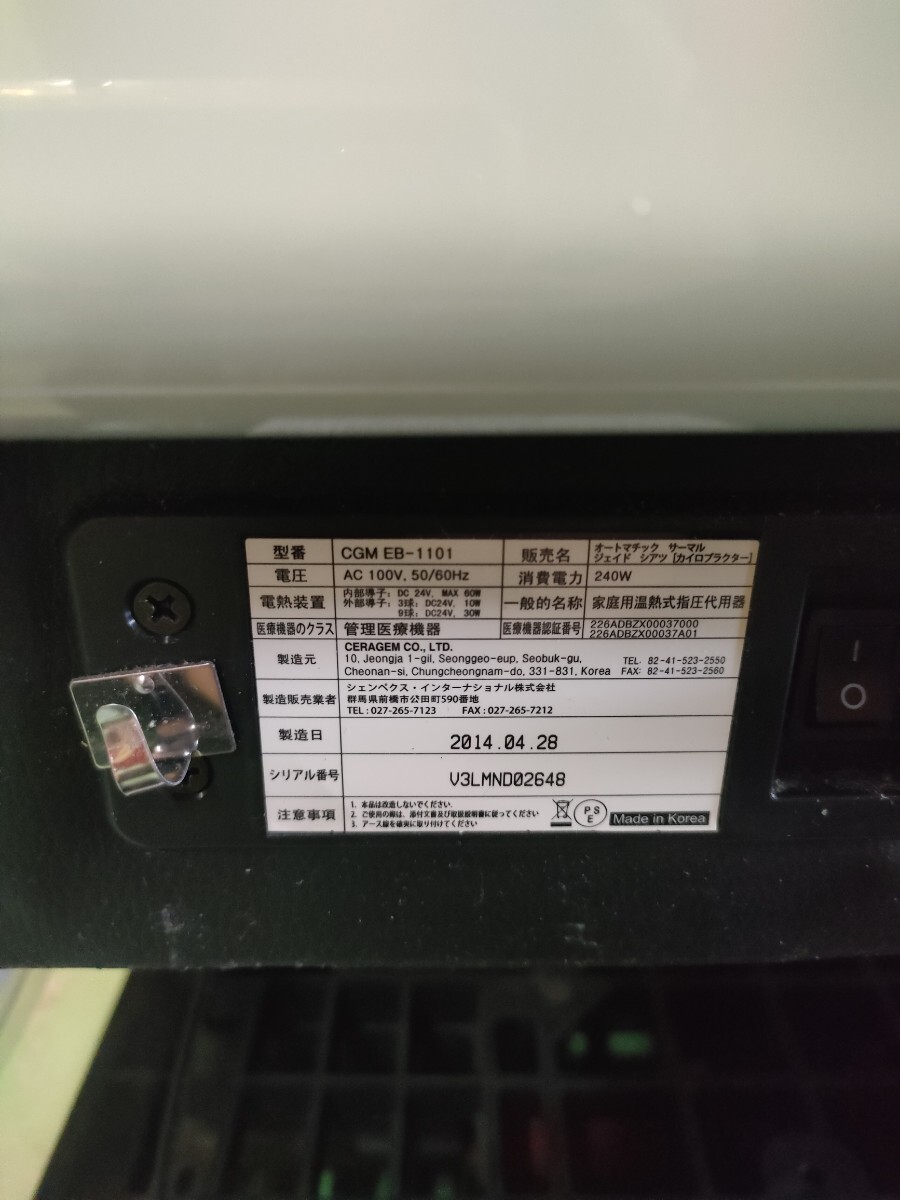 型番 CGM EB-1101 販売名 オートマチック サーマル
ジェイド シアツ [カイロプラクター]
電圧 AC 100V, 50/60Hz 消費電力 240W
電熱装置 内部導子: DC 24V, MAX 60W
外部導子: 3球: DC24V, 10W
9球: DC24V, 30W
一般的名称 家庭用温熱式指圧代用器
医療機器のクラス 管理医療機器 医療機器認証番号 226ADBZX00037000
226ADBZX00037A01
製造元 CERAGEM CO., LTD.
10, Jeongja 1-gil, Seonggeo-eup, Seobuk-gu, TEL: 82-41-523-2550
Cheonan-si, Chungcheongnam-do, 331-831, Korea FAX: 82-41-523-2560
製造販売業者 シェンペクス・インターナショナル株式会社
群馬県前橋市公田町590番地
TEL : 027-265-7123 FAX : 027-265-7212
製造日 2014.04.28
シリアル番号 V3LMND02648
注意事項 1. 本品は改造しないでください。
2. ご使用の際は、添付文書及び取扱説明書に従ってください
3. アース線を確実に取り付けてください
PSE Made in Korea